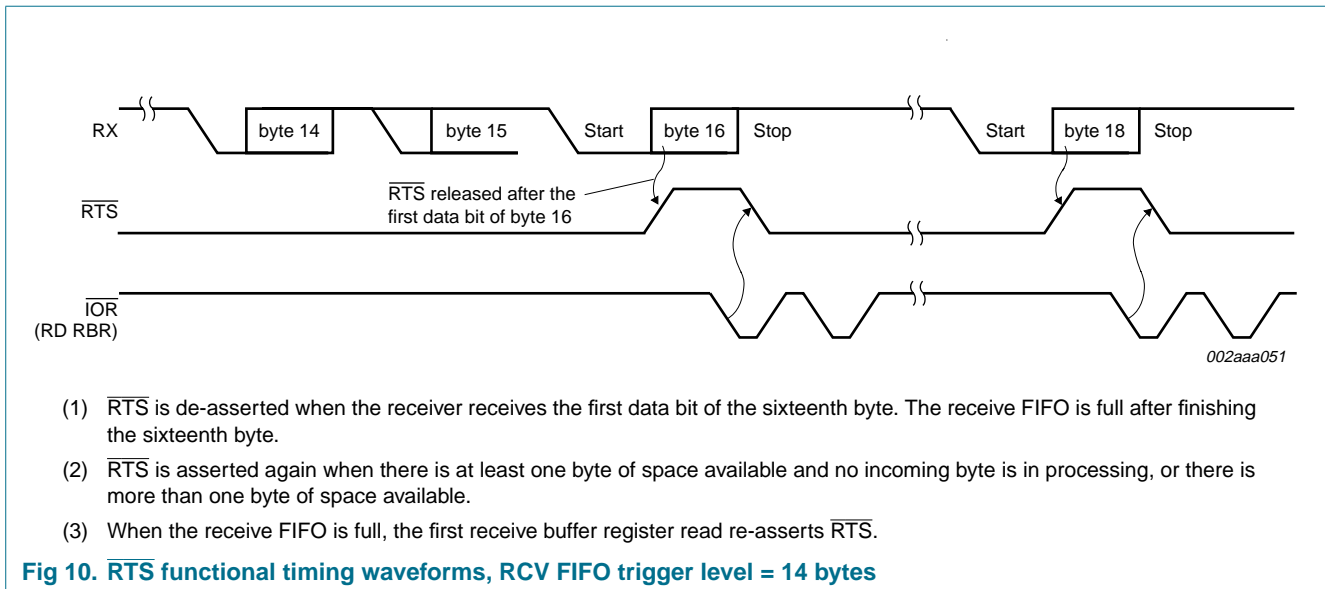 RX
byte 14
byte 15
Start
byte 16
Stop
Start
byte 18
Stop
RTS
RTS released after the
first data bit of byte 16
IOR
(RD RBR)
002aaa051
(1) RTS is de-asserted when the receiver receives the first data bit of the sixteenth byte. The receive FIFO is full after finishing
the sixteenth byte.
(2) RTS is asserted again when there is at least one byte of space available and no incoming byte is in processing, or there is
more than one byte of space available.
(3) When the receive FIFO is full, the first receive buffer register read re-asserts RTS.
Fig 10. RTS functional timing waveforms, RCV FIFO trigger level = 14 bytes